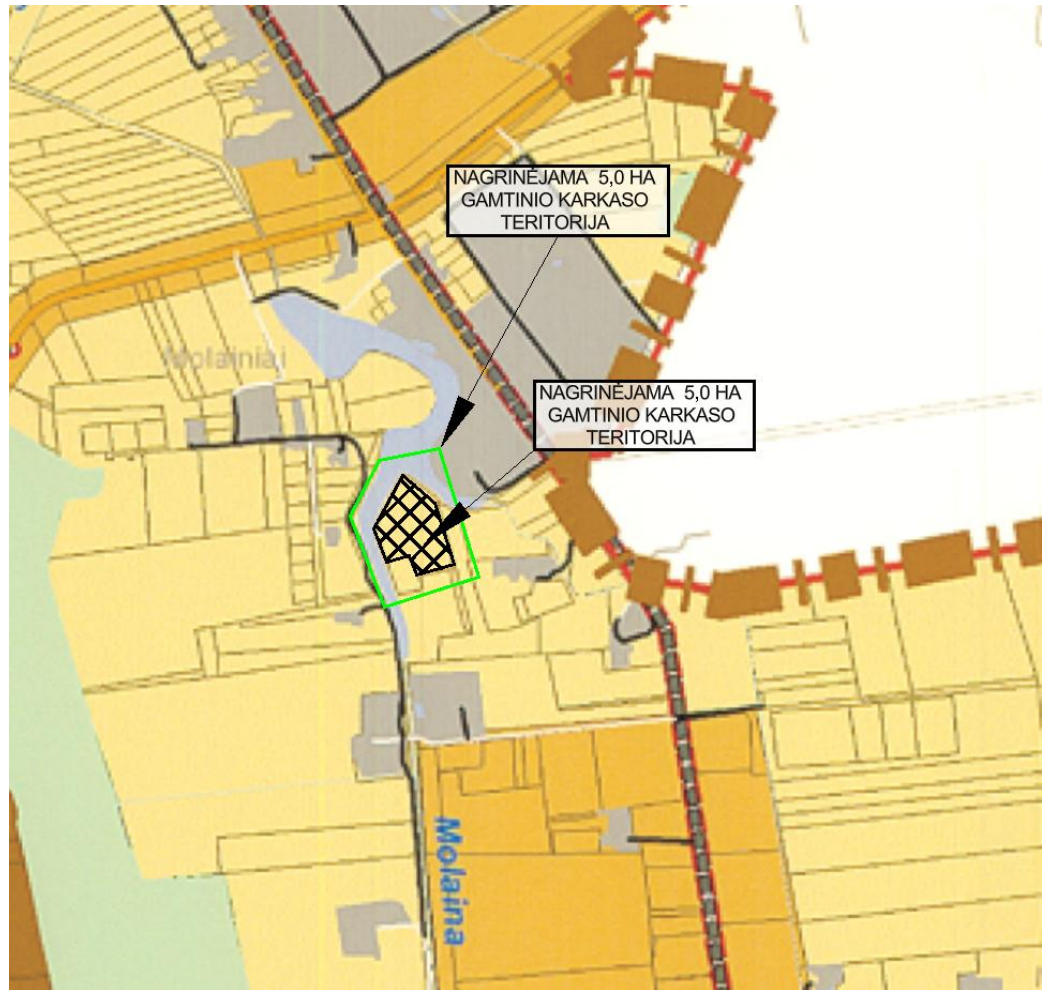 NAGRINĖJAMA 5,0 HA
GAMTINIO KARKASO
TERITORIJA
Molainiai
NAGRINĖJAMA 5,0 HA
GAMTINIO KARKASO
TERITORIJA
Molaina